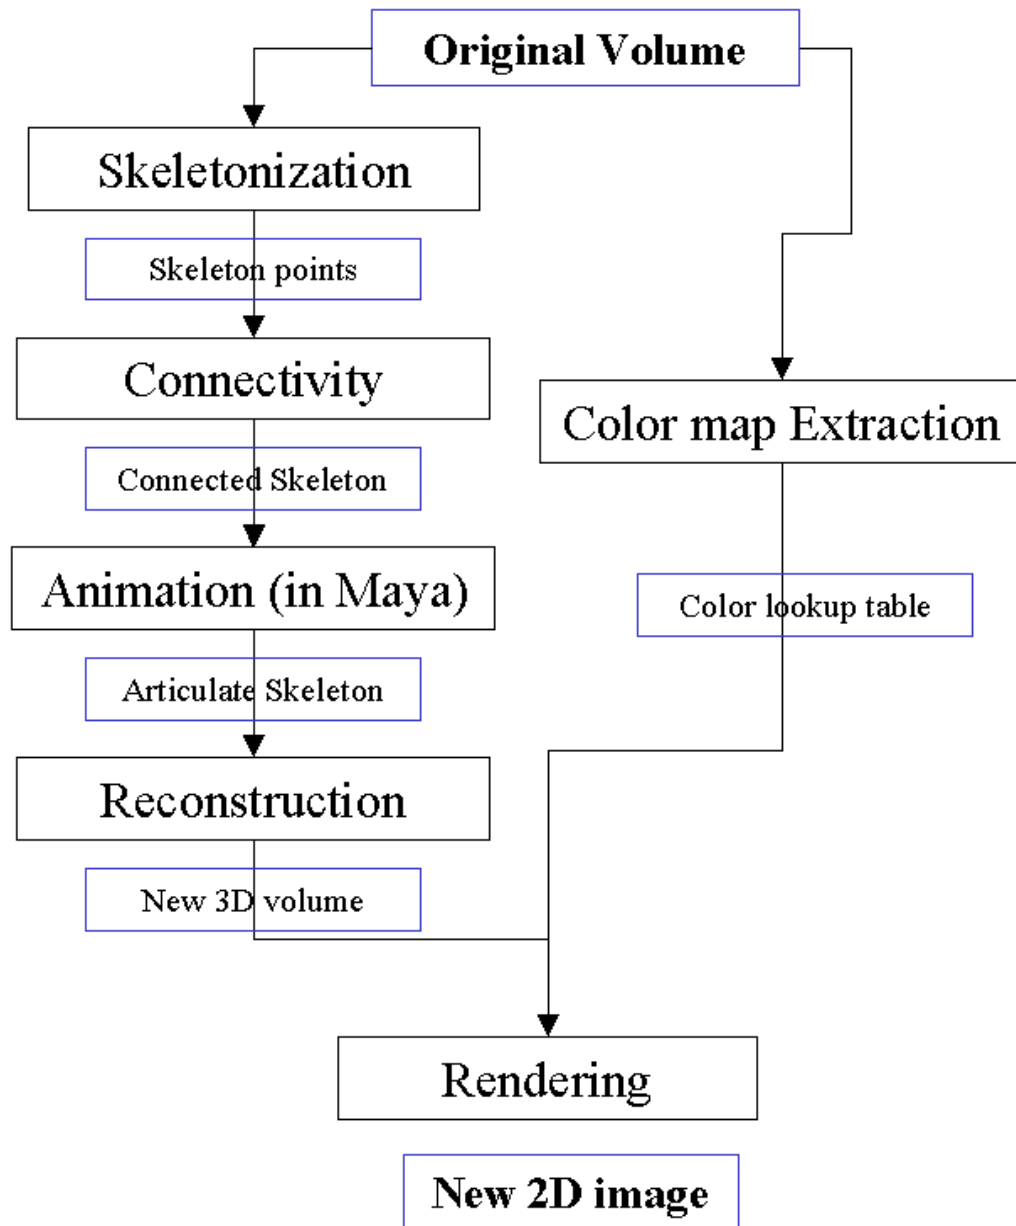 Original Volume
Skeletonization
Skeleton points
Connectivity
Color map Extraction
Connected Skeleton
Animation (in Maya)
Color lookup table
Articulate Skeleton
Reconstruction
New 3D volume
Rendering
New 2D image